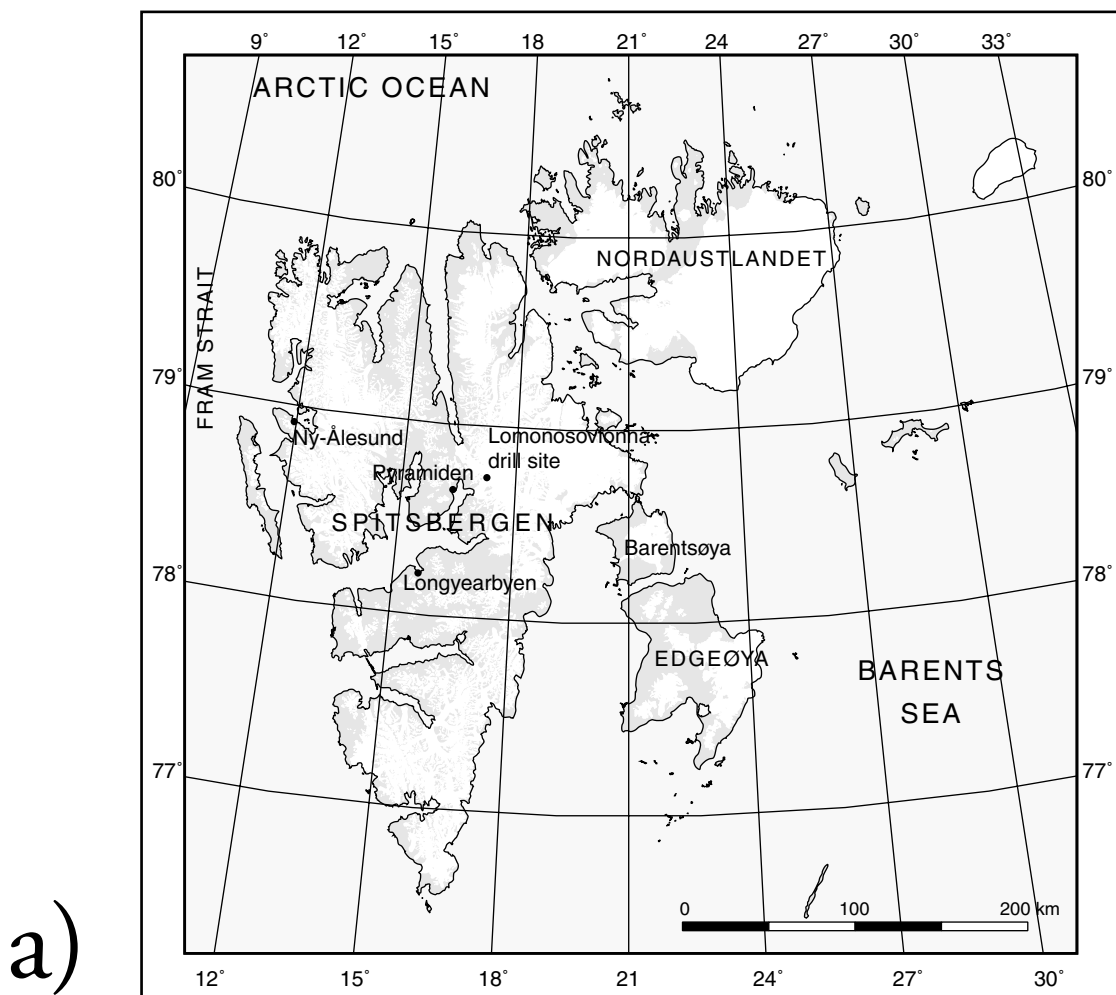 9° 12° 15° 18 21° 24 27° 30° 33°
ARCTIC OCEAN
80° 80°
NORDAUSTLANDET
FRAM STRAIT
79° 79°
Ny-Ålesund
Lomonosovfonna
drill site
Pyramiden
SPITSBERGEN
Barentsøya
78° 78°
Longyearbyen
EDGEØYA
BARENTS
SEA
77° 77°
0 100 200 km
a)
12° 15° 18° 21° 24° 27° 30°